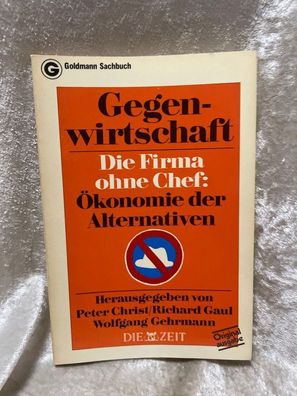 G Goldmann Sachbuch
Gegen-
wirtschaft
Die Firma
ohne Chef:
Ökonomie der
Alternativen
Herausgegeben von
Peter Christ/Richard Gaul
Wolfgang Gehrmann
DIE ZEIT
Original
ausgabe